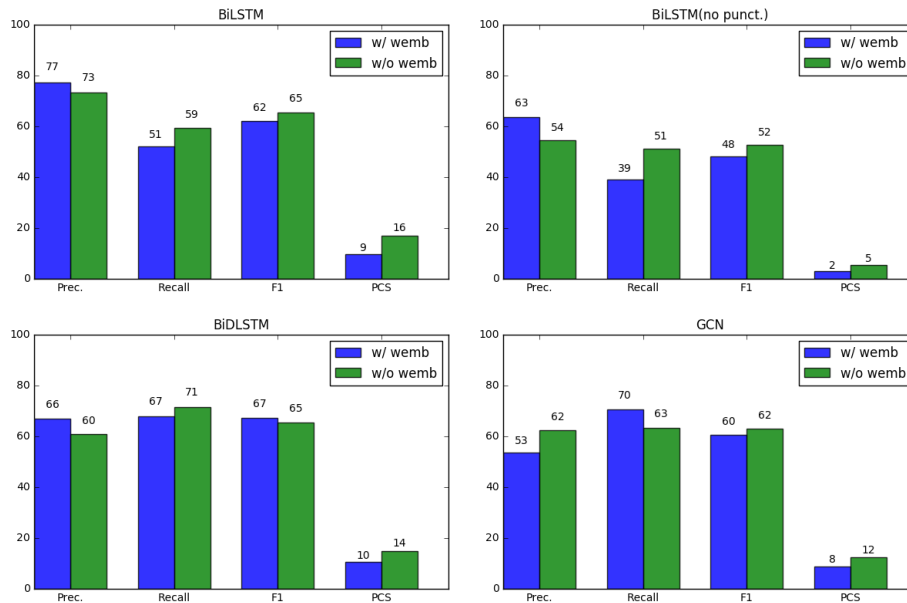 BiLSTM
100
80
60
40
20
0
77
73
51
59
62
65
9
16
w/ wemb
w/o wemb
Prec.
Recall
F1
PCS
BiLSTM(no punct.)
100
80
60
40
20
0
63
54
39
51
48
52
2
5
w/ wemb
w/o wemb
Prec.
Recall
F1
PCS
BiDLSTM
100
80
60
40
20
0
66
60
67
71
67
65
10
14
w/ wemb
w/o wemb
Prec.
Recall
F1
PCS
GCN
100
80
60
40
20
0
53
62
70
63
60
62
8
12
w/ wemb
w/o wemb
Prec.
Recall
F1
PCS